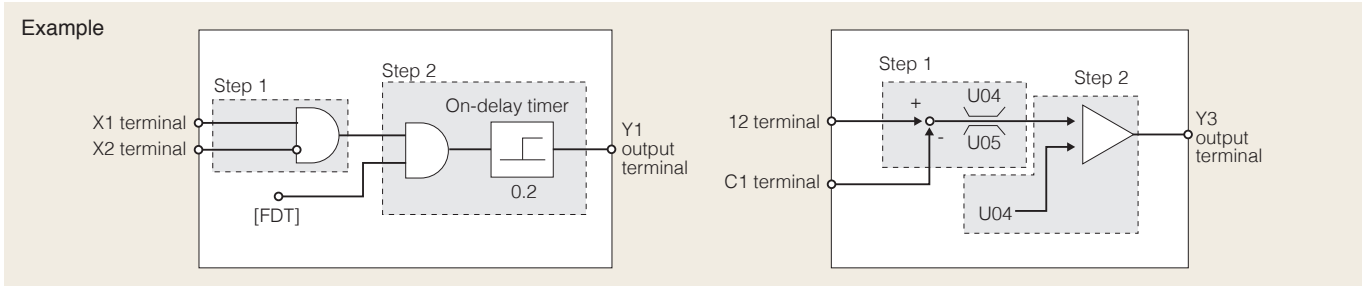 Example
Step 1
Step 2
On-delay timer
X1 terminal
X2 terminal
[FDT]
0.2
Y1
output
terminal
Step 1
Step 2
U04
+
12 terminal
-
U05
C1 terminal
U04
Y3
output
terminal